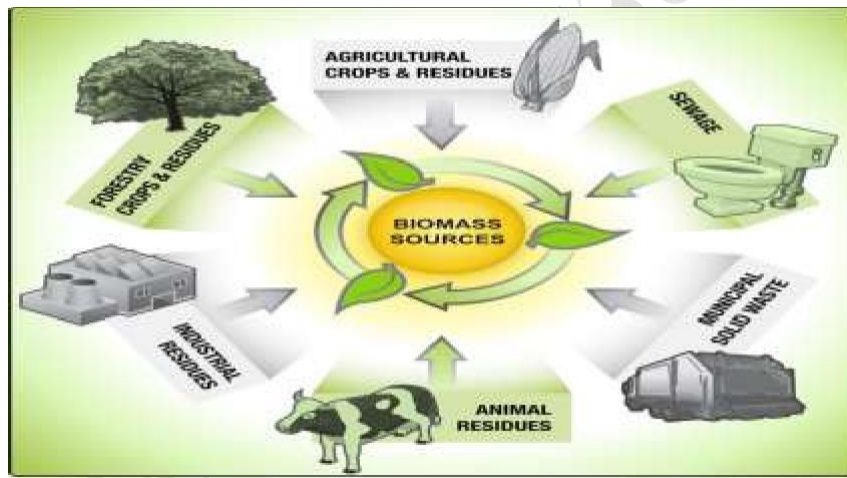 AGRICULTURAL
CROPS & RESIDUES
SEWAGE
FORESTRY
CROPS & RESIDUES
BIOMASS
SOURCES
INDUSTRIAL
RESIDUES
MUNICIPAL
SOLID WASTE
ANIMAL
RESIDUES